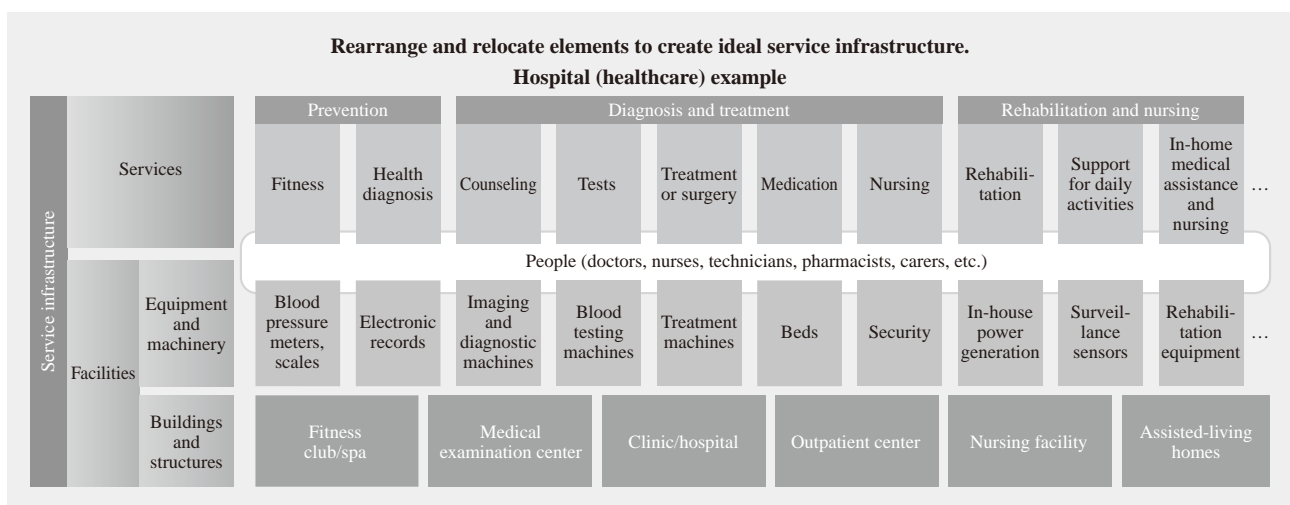 Rearrange and relocate elements to create ideal service infrastructure.
Hospital (healthcare) example
Service infrastructure
Services
Prevention
Diagnosis and treatment
Rehabilitation and nursing
Fitness
Health
diagnosis
Counseling
Tests
Treatment
or surgery
Medication
Nursing
Rehabili-
tation
Support
for daily
activities
In-home
medical
assistance
and
nursing
…
People (doctors, nurses, technicians, pharmacists, carers, etc.)
Facilities
Equipment
and
machinery
Blood
pressure
meters,
scales
Electronic
records
Imaging
and
diagnostic
machines
Blood
testing
machines
Treatment
machines
Beds
Security
In-house
power
generation
Surveil-
lance
sensors
Rehabili-
tation
equipment
…
Buildings
and
structures
Fitness
club/spa
Medical
examination center
Clinic/hospital
Outpatient center
Nursing facility
Assisted-living
homes